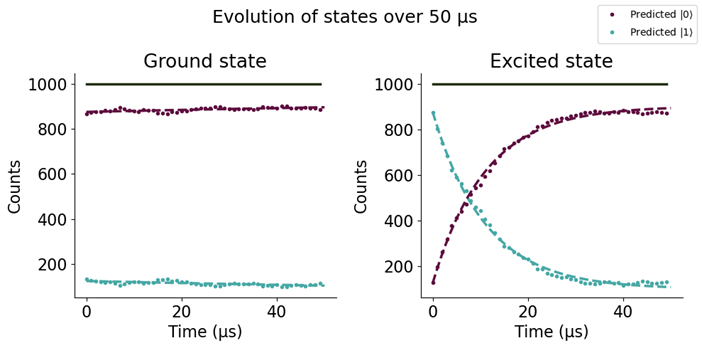 Evolution of states over 50 μs
Predicted |0⟩
Predicted |1⟩
Ground state
Excited state
1000
800
600
400
200
Counts
0
20
40
Time (μs)
1000
800
600
400
200
Counts
0
20
40
Time (μs)